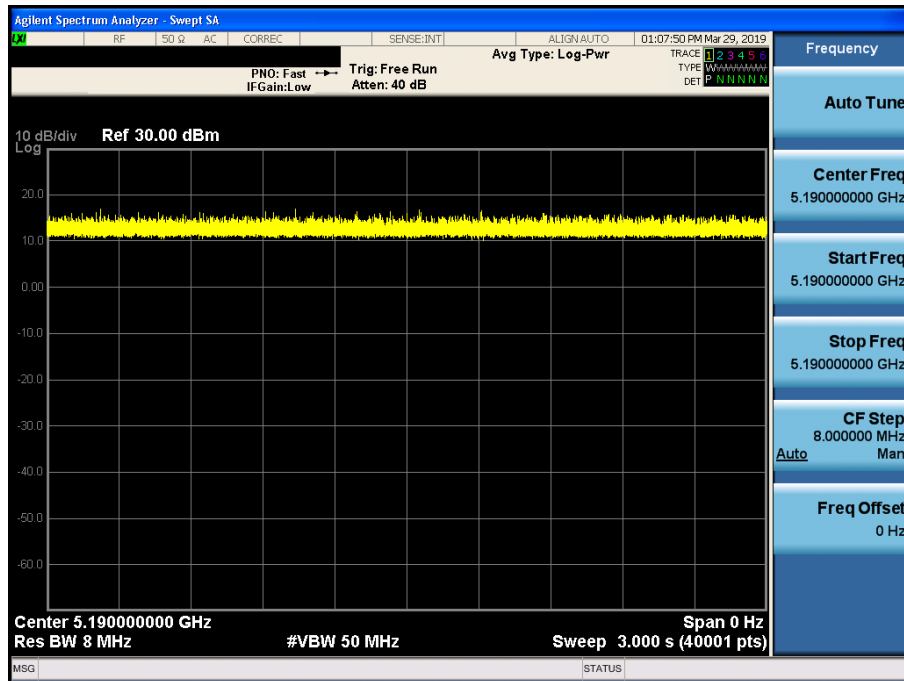 Agilent Spectrum Analyzer - Swept SA
LXI RF 50 Ω AC CORREC SENSE:INT ALIGN AUTO 01:07:50 PM Mar 29, 2019
Avg Type: Log-Pwr TRACE 1 2 3 4 5 6
PNO: Fast Trig: Free Run TYPE WWWWWW
IFGain:Low Atten: 40 dB DET P N N N N N
10 dB/div Ref 30.00 dBm
Log
20.0
10.0
0.00
-10.0
-20.0
-30.0
-40.0
-50.0
-60.0
Center 5.190000000 GHz Span 0 Hz
Res BW 8 MHz #VBW 50 MHz Sweep 3.000 s (40001 pts)
MSG STATUS
Frequency
Auto Tune
Center Freq
5.190000000 GHz
Start Freq
5.190000000 GHz
Stop Freq
5.190000000 GHz
CF Step
8.000000 MHz
Auto Man
Freq Offset
0 Hz